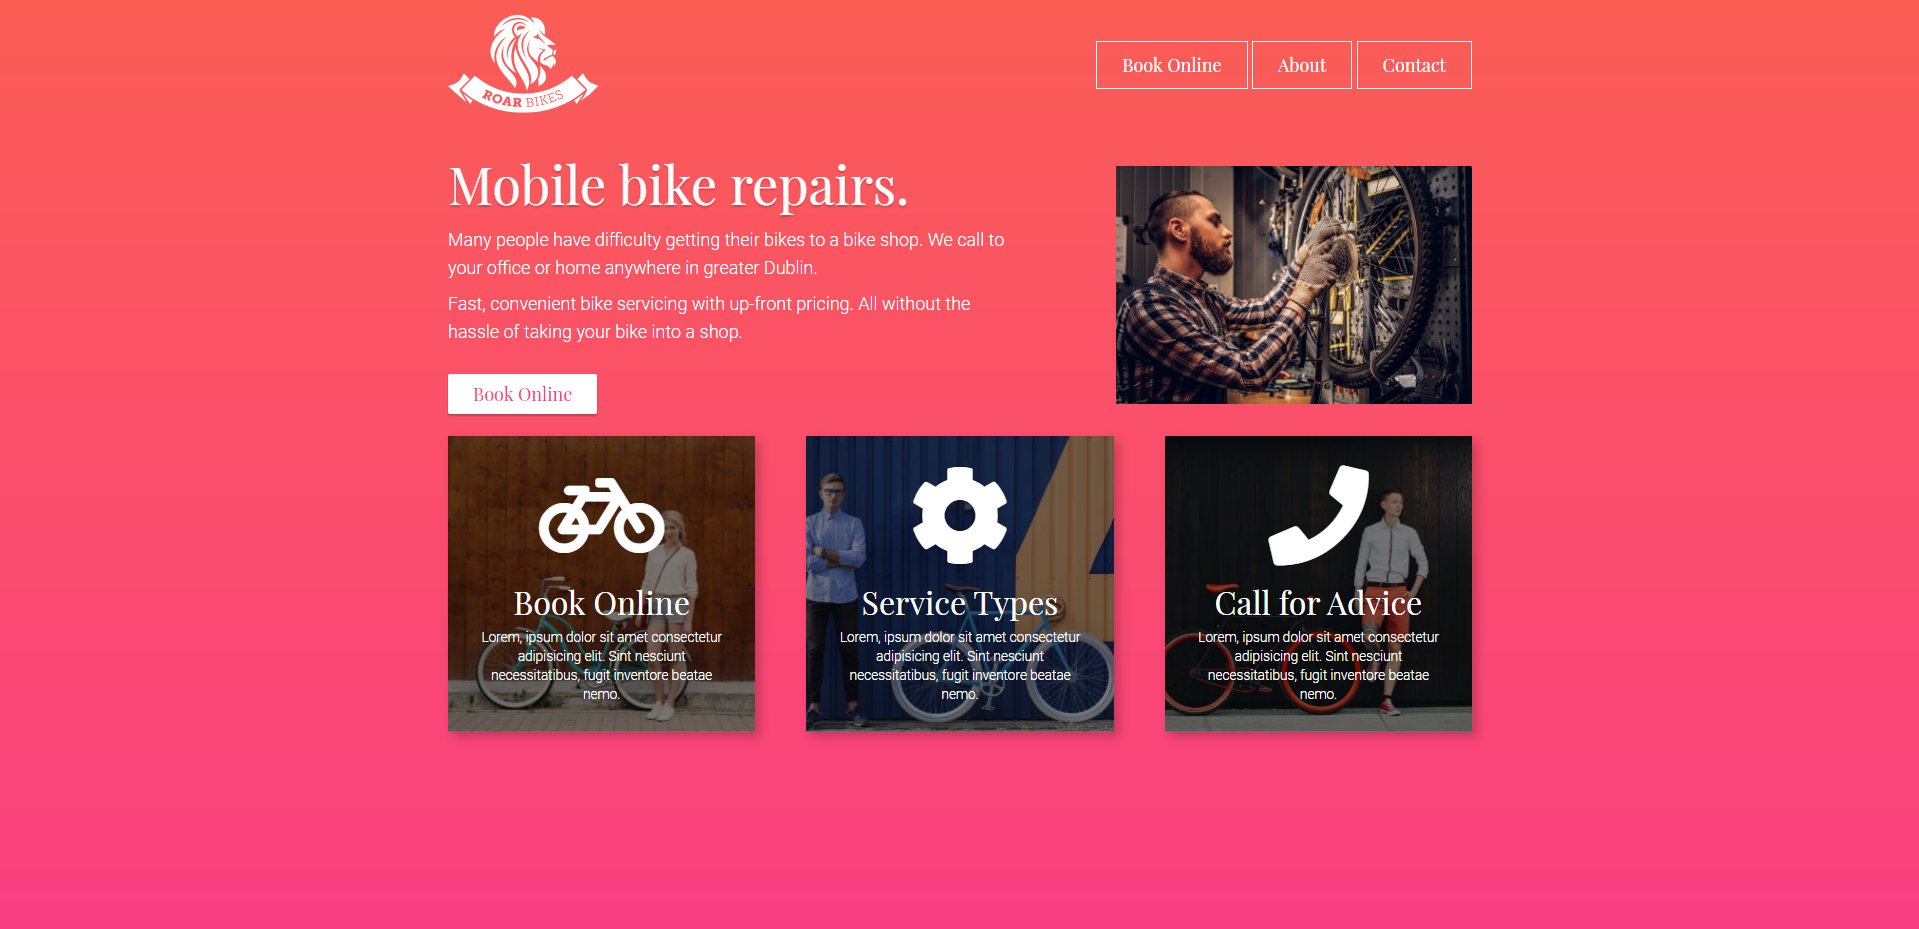 ROAR BIKES
Book Online
About
Contact
Mobile bike repairs.
Many people have difficulty getting their bikes to a bike shop. We call to
your office or home anywhere in greater Dublin.
Fast, convenient bike servicing with up-front pricing. All without the
hassle of taking your bike into a shop.
Book Online
Book Online
Lorem, ipsum dolor sit amet consectetur
adipisicing elit. Sint nesciunt
necessitatibus, fugit inventore beatae
nemo.
Service Types
Lorem, ipsum dolor sit amet consectetur
adipisicing elit. Sint nesciunt
necessitatibus, fugit inventore beatae
nemo.
Call for Advice
Lorem, ipsum dolor sit amet consectetur
adipisicing elit. Sint nesciunt
necessitatibus, fugit inventore beatae
nemo.